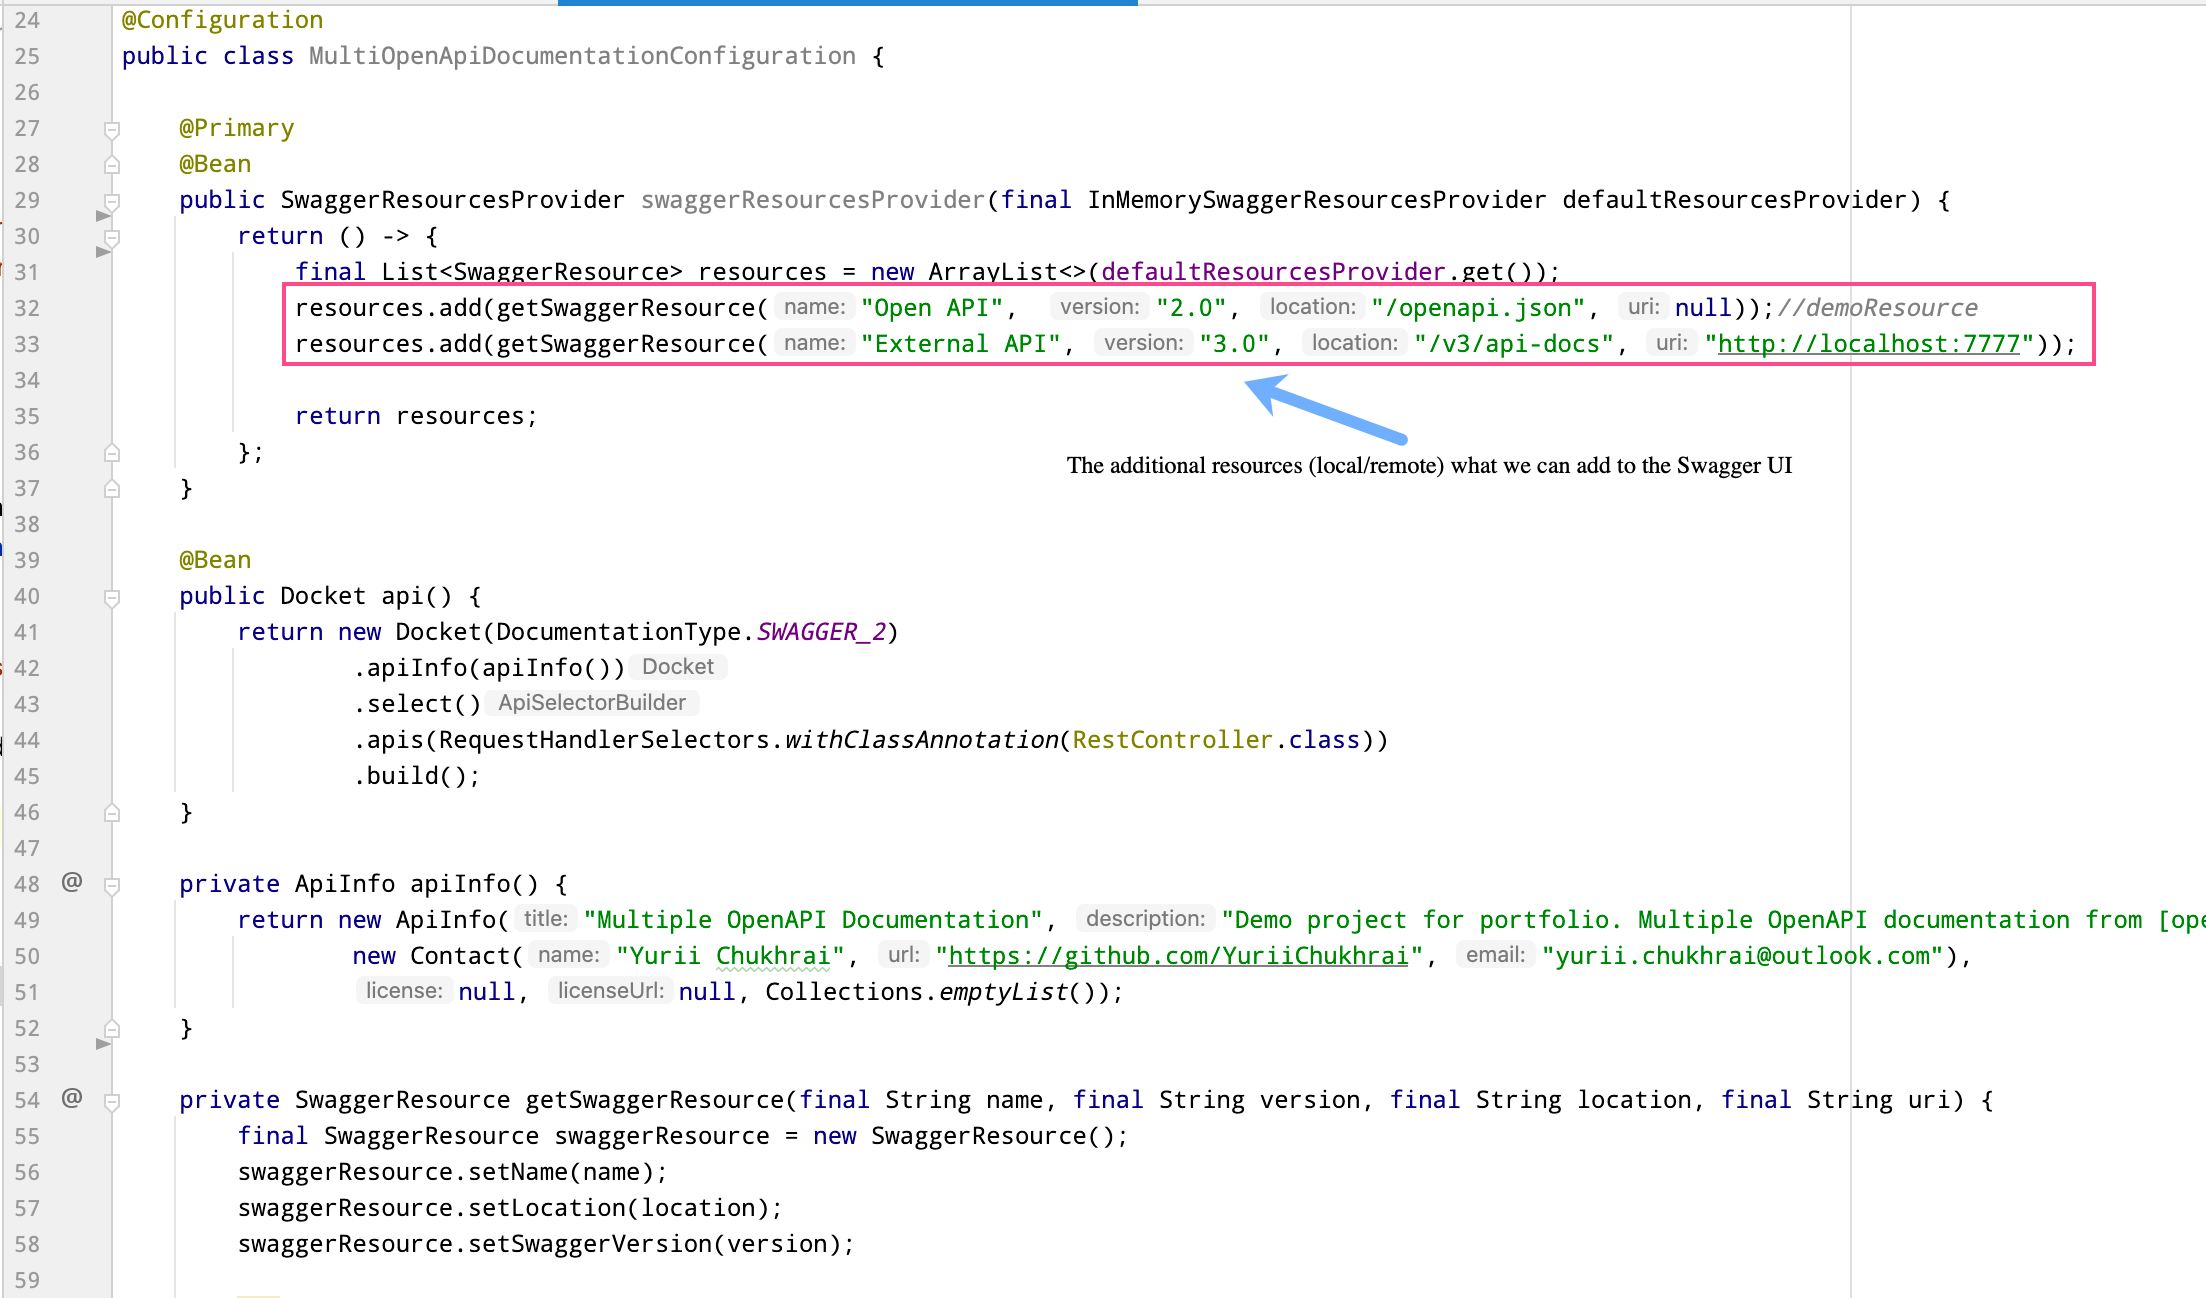 24 @Configuration
25 public class MultiOpenApiDocumentationConfiguration {
26
27 @Primary
28 @Bean
29 public SwaggerResourcesProvider swaggerResourcesProvider(final InMemorySwaggerResourcesProvider defaultResourcesProvider) {
30 return () -> {
31 final List<SwaggerResource> resources = new ArrayList<>(defaultResourcesProvider.get());
32 resources.add(getSwaggerResource( name: "Open API", version: "2.0", location: "/openapi.json", uri: null));//demoResource
33 resources.add(getSwaggerResource( name: "External API", version: "3.0", location: "/v3/api-docs", uri: "http://localhost:7777"));
34
35 return resources;
36 };
The additional resources (local/remote) what we can add to the Swagger UI
37 }
38
39 @Bean
40 public Docket api() {
41 return new Docket(DocumentationType.SWAGGER_2)
42 .apiInfo(apiInfo()) Docket
43 .select() ApiSelectorBuilder
44 .apis(RequestHandlerSelectors.withClassAnnotation(RestController.class))
45 .build();
46 }
47
48 @ private ApiInfo apiInfo() {
49 return new ApiInfo( title: "Multiple OpenAPI Documentation", description: "Demo project for portfolio. Multiple OpenAPI documentation from [ope
50 new Contact( name: "Yurii Chukhrai", url: "https://github.com/YuriiChukhrai", email: "yurii.chukhrai@outlook.com"),
51 license: null, licenseUrl: null, Collections.emptyList());
52 }
53
54 @ private SwaggerResource getSwaggerResource(final String name, final String version, final String location, final String uri) {
55 final SwaggerResource swaggerResource = new SwaggerResource();
56 swaggerResource.setName(name);
57 swaggerResource.setLocation(location);
58 swaggerResource.setSwaggerVersion(version);
59